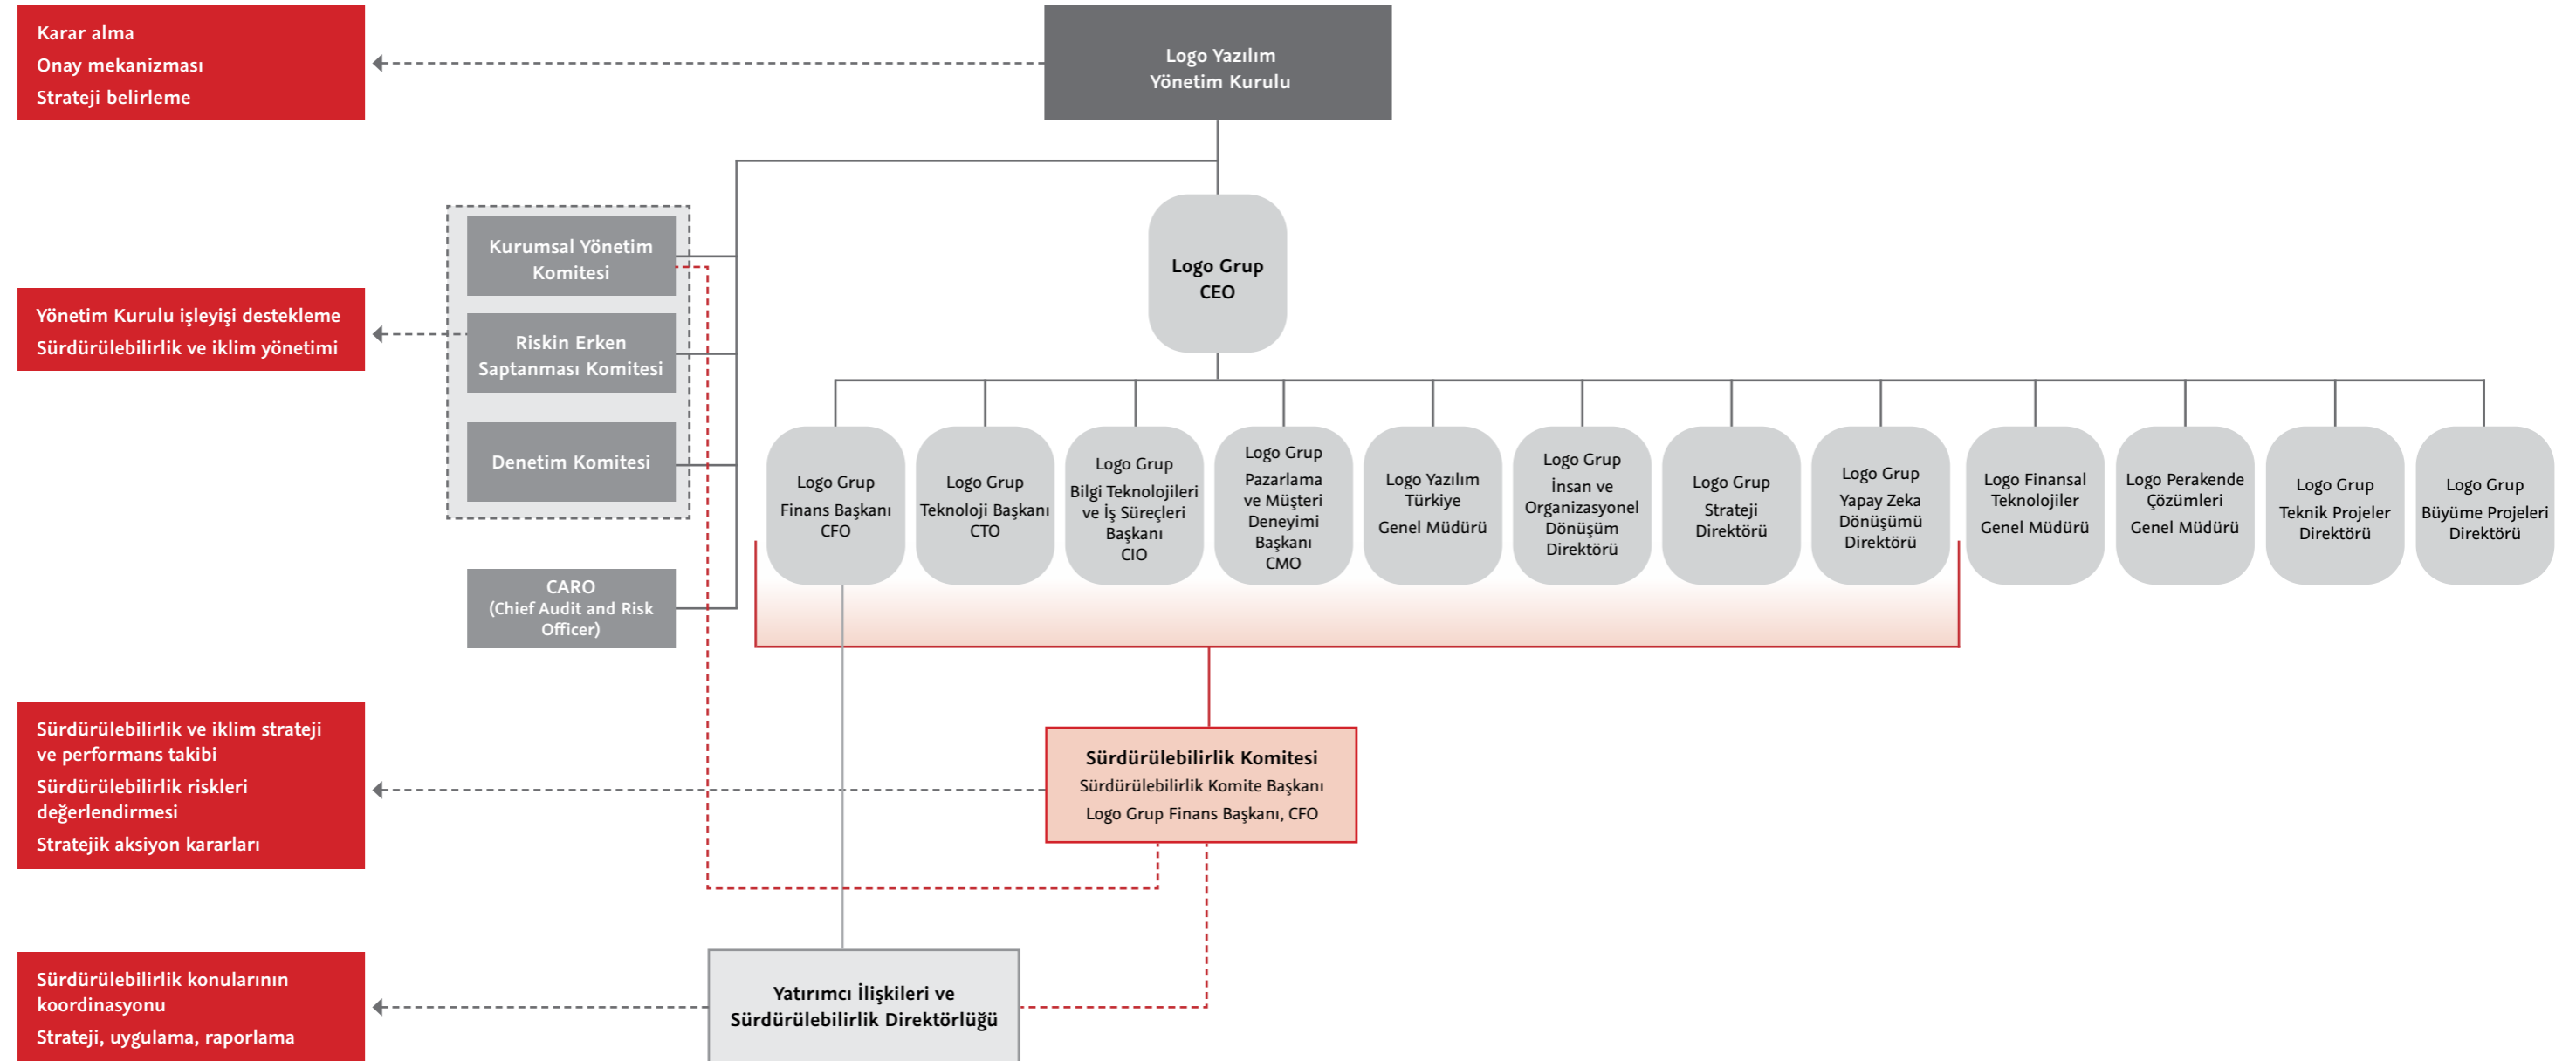 Karar alma
Onay mekanizması
Strateji belirleme
Logo Yazılım
Yönetim Kurulu
Kurumsal Yönetim
Komitesi
Logo Grup
CEO
Yönetim Kurulu işleyişi destekleme
Sürdürülebilirlik ve iklim yönetimi
Riskin Erken
Saptanması Komitesi
Denetim Komitesi
CARO
(Chief Audit and Risk
Officer)
Logo Grup
Finans Başkanı
CFO
Logo Grup
Teknoloji Başkanı
CTO
Logo Grup
Bilgi Teknolojileri
ve İş Süreçleri
Başkanı
CIO
Logo Grup
Pazarlama
ve Müşteri
Deneyimi
Başkanı
CMO
Logo Yazılım
Türkiye
Genel Müdürü
Logo Grup
İnsan ve
Organizasyonel
Dönüşüm
Direktörü
Logo Grup
Strateji
Direktörü
Logo Grup
Yapay Zeka
Dönüşümü
Direktörü
Logo Finansal
Teknolojiler
Genel Müdürü
Logo Perakende
Çözümleri
Genel Müdürü
Logo Grup
Teknik Projeler
Direktörü
Logo Grup
Büyüme Projeleri
Direktörü
Sürdürülebilirlik ve iklim strateji
ve performans takibi
Sürdürülebilirlik riskleri
değerlendirmesi
Stratejik aksiyon kararları
Sürdürülebilirlik Komitesi
Sürdürülebilirlik Komite Başkanı
Logo Grup Finans Başkanı, CFO
Sürdürülebilirlik konularının
koordinasyonu
Strateji, uygulama, raporlama
Yatırımcı İlişkileri ve
Sürdürülebilirlik Direktörlüğü